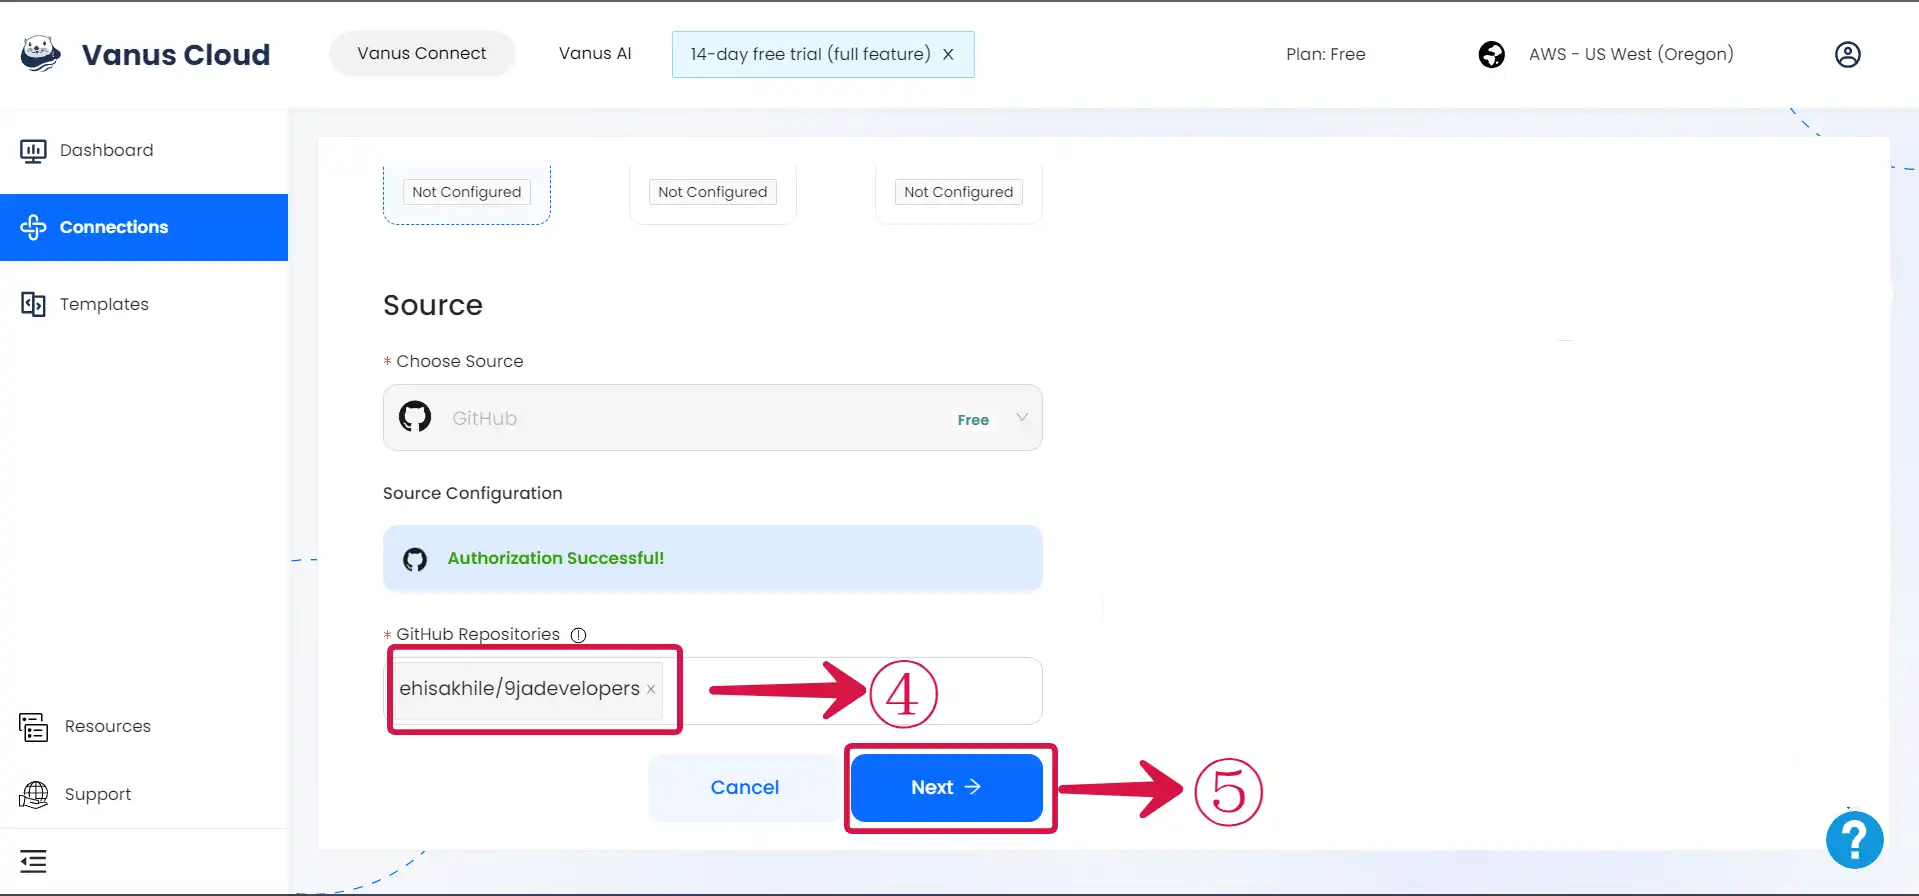 Vanus Cloud
Vanus Connect
Vanus AI
14-day free trial (full feature) X
Plan: Free
AWS - US West (Oregon)
Dashboard
Connections
Templates
Resources
Support
Not Configured
Not Configured
Not Configured
Source
* Choose Source
GitHub
Free
Source Configuration
Authorization Successful!
* GitHub Repositories
ehisakhile/9jadevelopers ×
④
Cancel
Next →
⑤
?